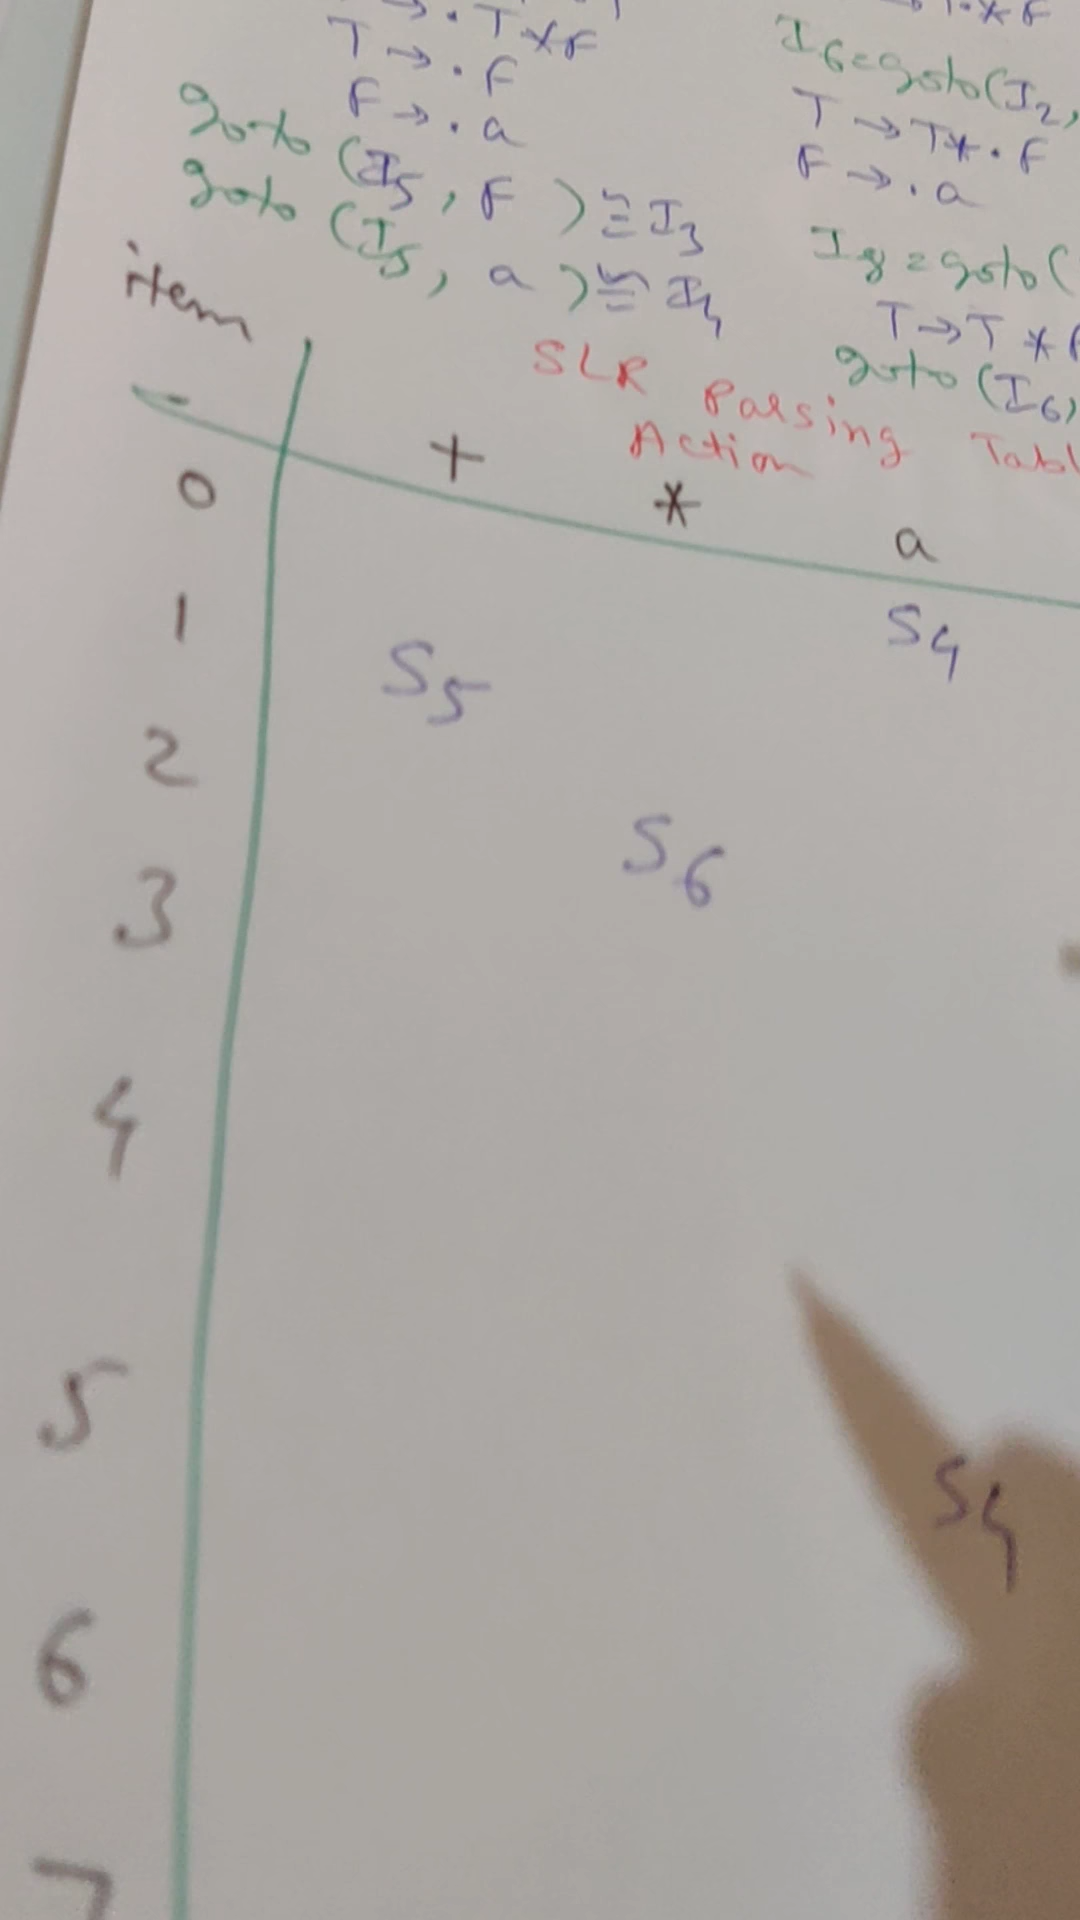 → . T * F
T → . F
F → . a
goto (I5, F) ≅ I3
goto (I5, a) ≅ I4
I6=goto(I2,
T → T * . F
F → . a
I8 = goto (
T → T *
goto (I6)
SLR Parsing
Action
item
+ * a
0 S4
1 S5
2 S6
3
4
5 S4
6
7